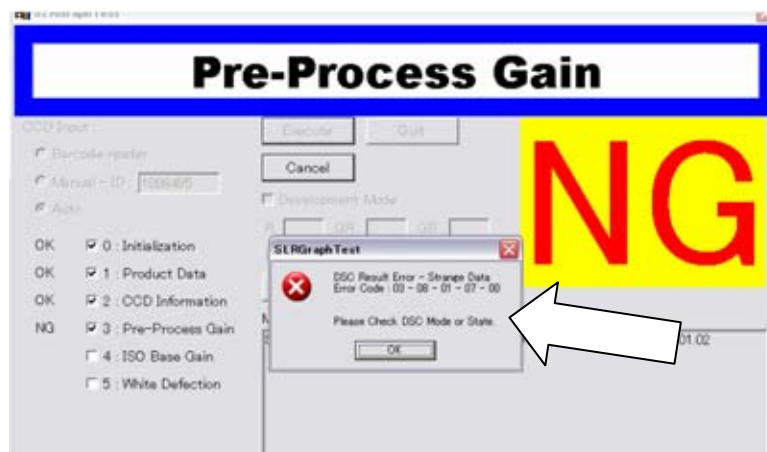 Pre-Process Gain
CCD Input :
Execute
Quit
Barcode reader
Cancel
Manual - ID :
Auto
Development Mode
R
GR
GB
NG
OK 0 : Initialization
OK 1 : Product Data
OK 2 : CCD Information
NG 3 : Pre-Process Gain
4 : ISO Base Gain
5 : White Defection
SLRGraphTest
DSC Result Error - Strange Data
Error Code : 03 - 08 - 01 - 07 - 00
Please Check DSC Mode or State.
OK
01.02